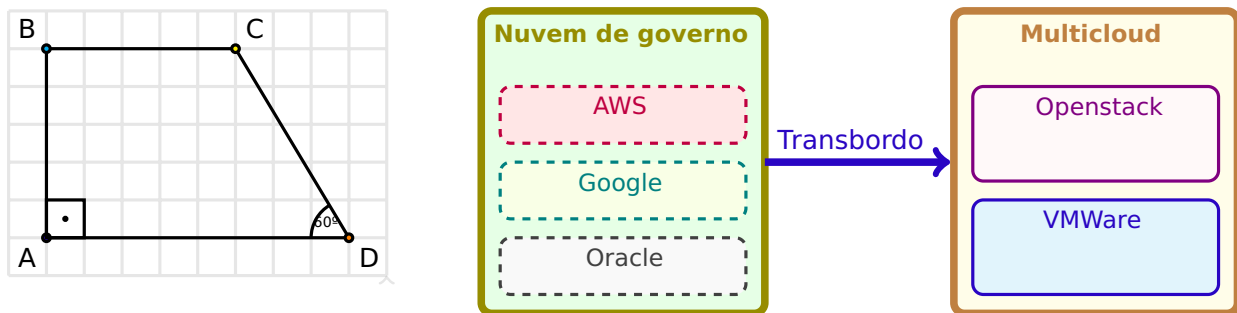 B
C
A
D
60º
Nuvem de governo
AWS
Google
Oracle
Transbordo
Multicloud
Openstack
VMWare